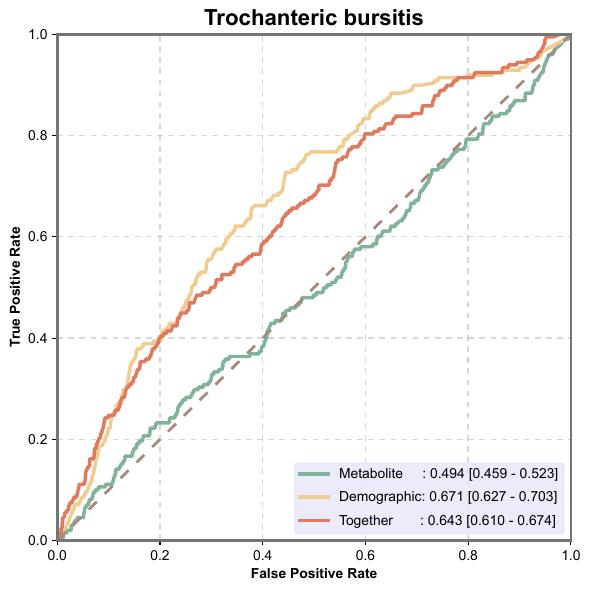 Trochanteric bursitis
1.0
0.8
0.6
0.4
0.2
0.0
True Positive Rate
Metabolite : 0.494 [0.459 - 0.523]
Demographic: 0.671 [0.627 - 0.703]
Together : 0.643 [0.610 - 0.674]
0.0 0.2 0.4 0.6 0.8 1.0
False Positive Rate